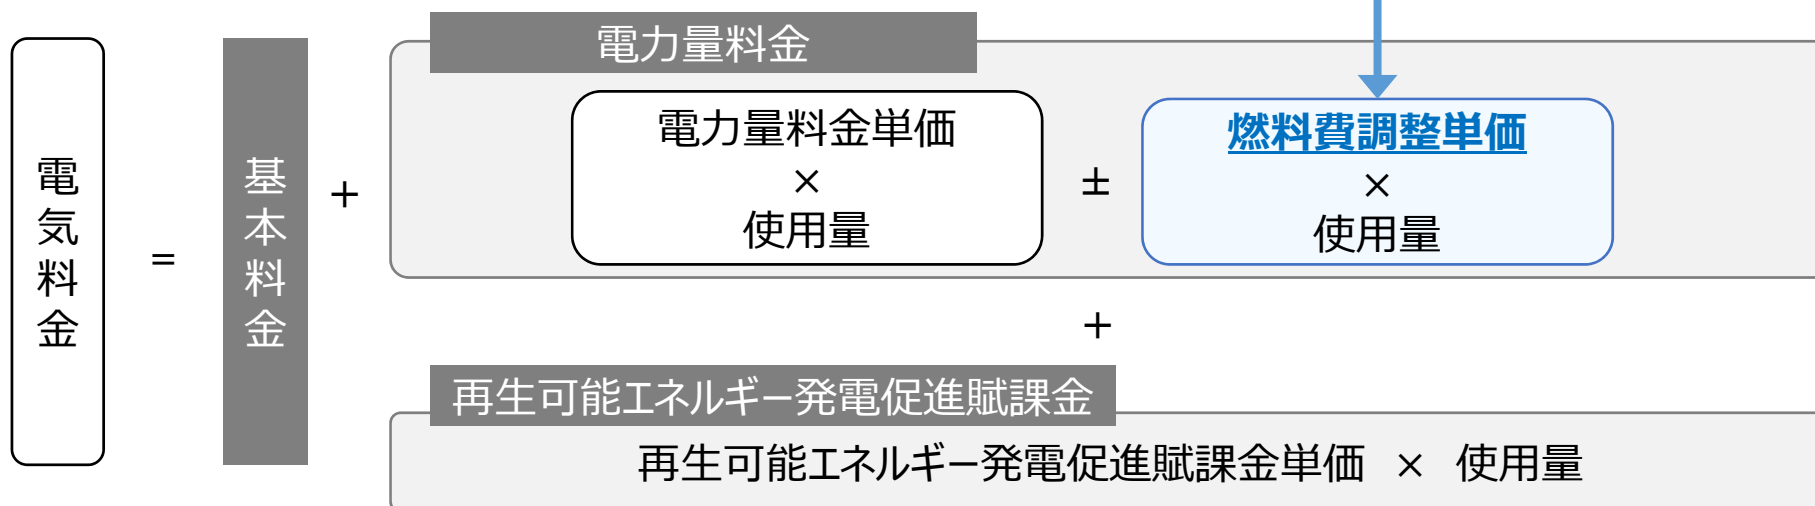 電気料金
=
基本料金
+
電力量料金
電力量料金単価
×
使用量
±
燃料費調整単価
×
使用量
+
再生可能エネルギー発電促進賦課金
再生可能エネルギー発電促進賦課金単価 × 使用量